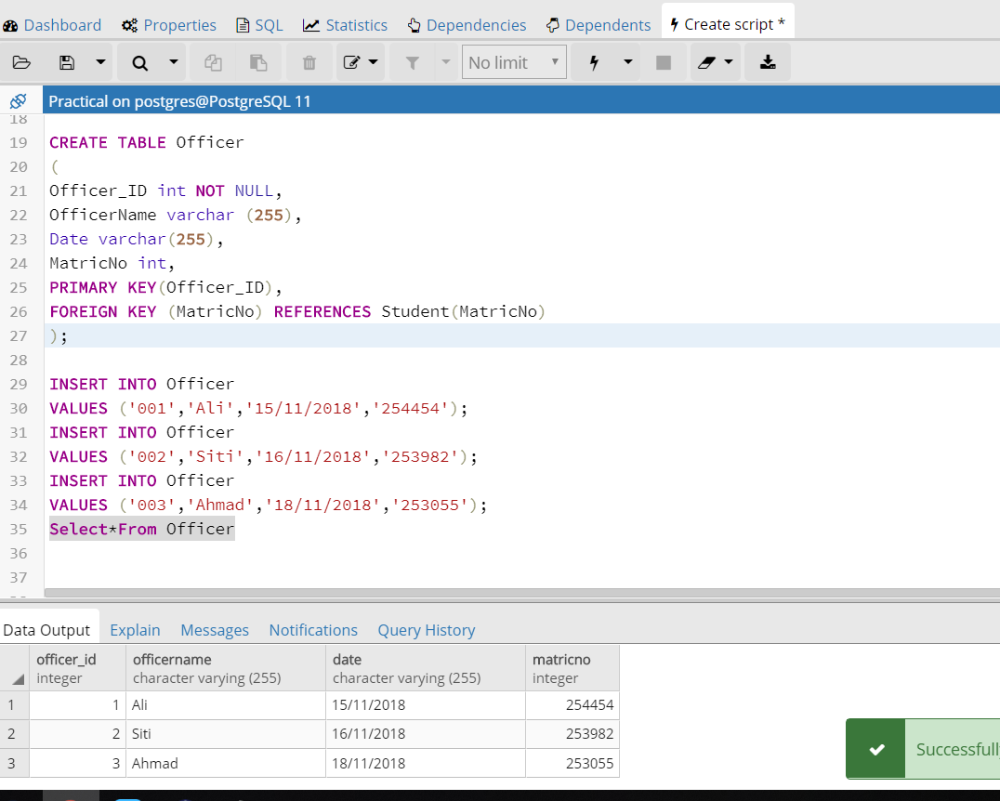 Dashboard Properties SQL Statistics Dependencies Dependents Create script *
No limit
Practical on postgres@PostgreSQL 11
18
19 CREATE TABLE Officer
20 (
21 Officer_ID int NOT NULL,
22 OfficerName varchar (255),
23 Date varchar(255),
24 MatricNo int,
25 PRIMARY KEY(Officer_ID),
26 FOREIGN KEY (MatricNo) REFERENCES Student(MatricNo)
27 );
28
29 INSERT INTO Officer
30 VALUES ('001','Ali','15/11/2018','254454');
31 INSERT INTO Officer
32 VALUES ('002','Siti','16/11/2018','253982');
33 INSERT INTO Officer
34 VALUES ('003','Ahmad','18/11/2018','253055');
35 Select*From Officer
36
37
Data Output Explain Messages Notifications Query History
officer_id officername date matricno
integer character varying (255) character varying (255) integer
1 1 Ali 15/11/2018 254454
2 2 Siti 16/11/2018 253982
3 3 Ahmad 18/11/2018 253055
Successfull